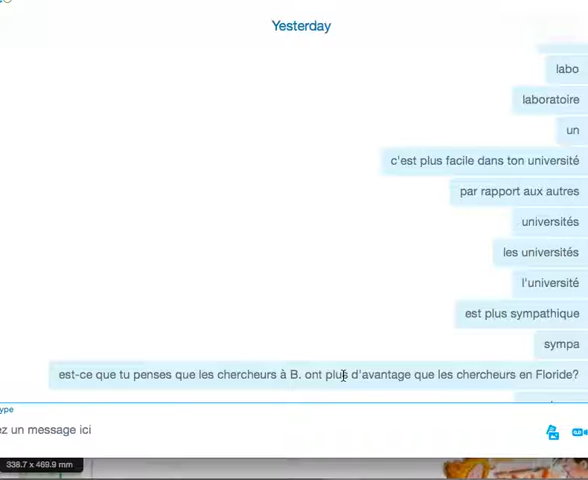 Yesterday
labo
laboratoire
un
c'est plus facile dans ton université
par rapport aux autres
universités
les universités
l'université
est plus sympathique
sympa
est-ce que tu penses que les chercheurs à B. ont plus d'avantage que les chercheurs en Floride?
ype
ez un message ici
338.7 x 469.9 mm